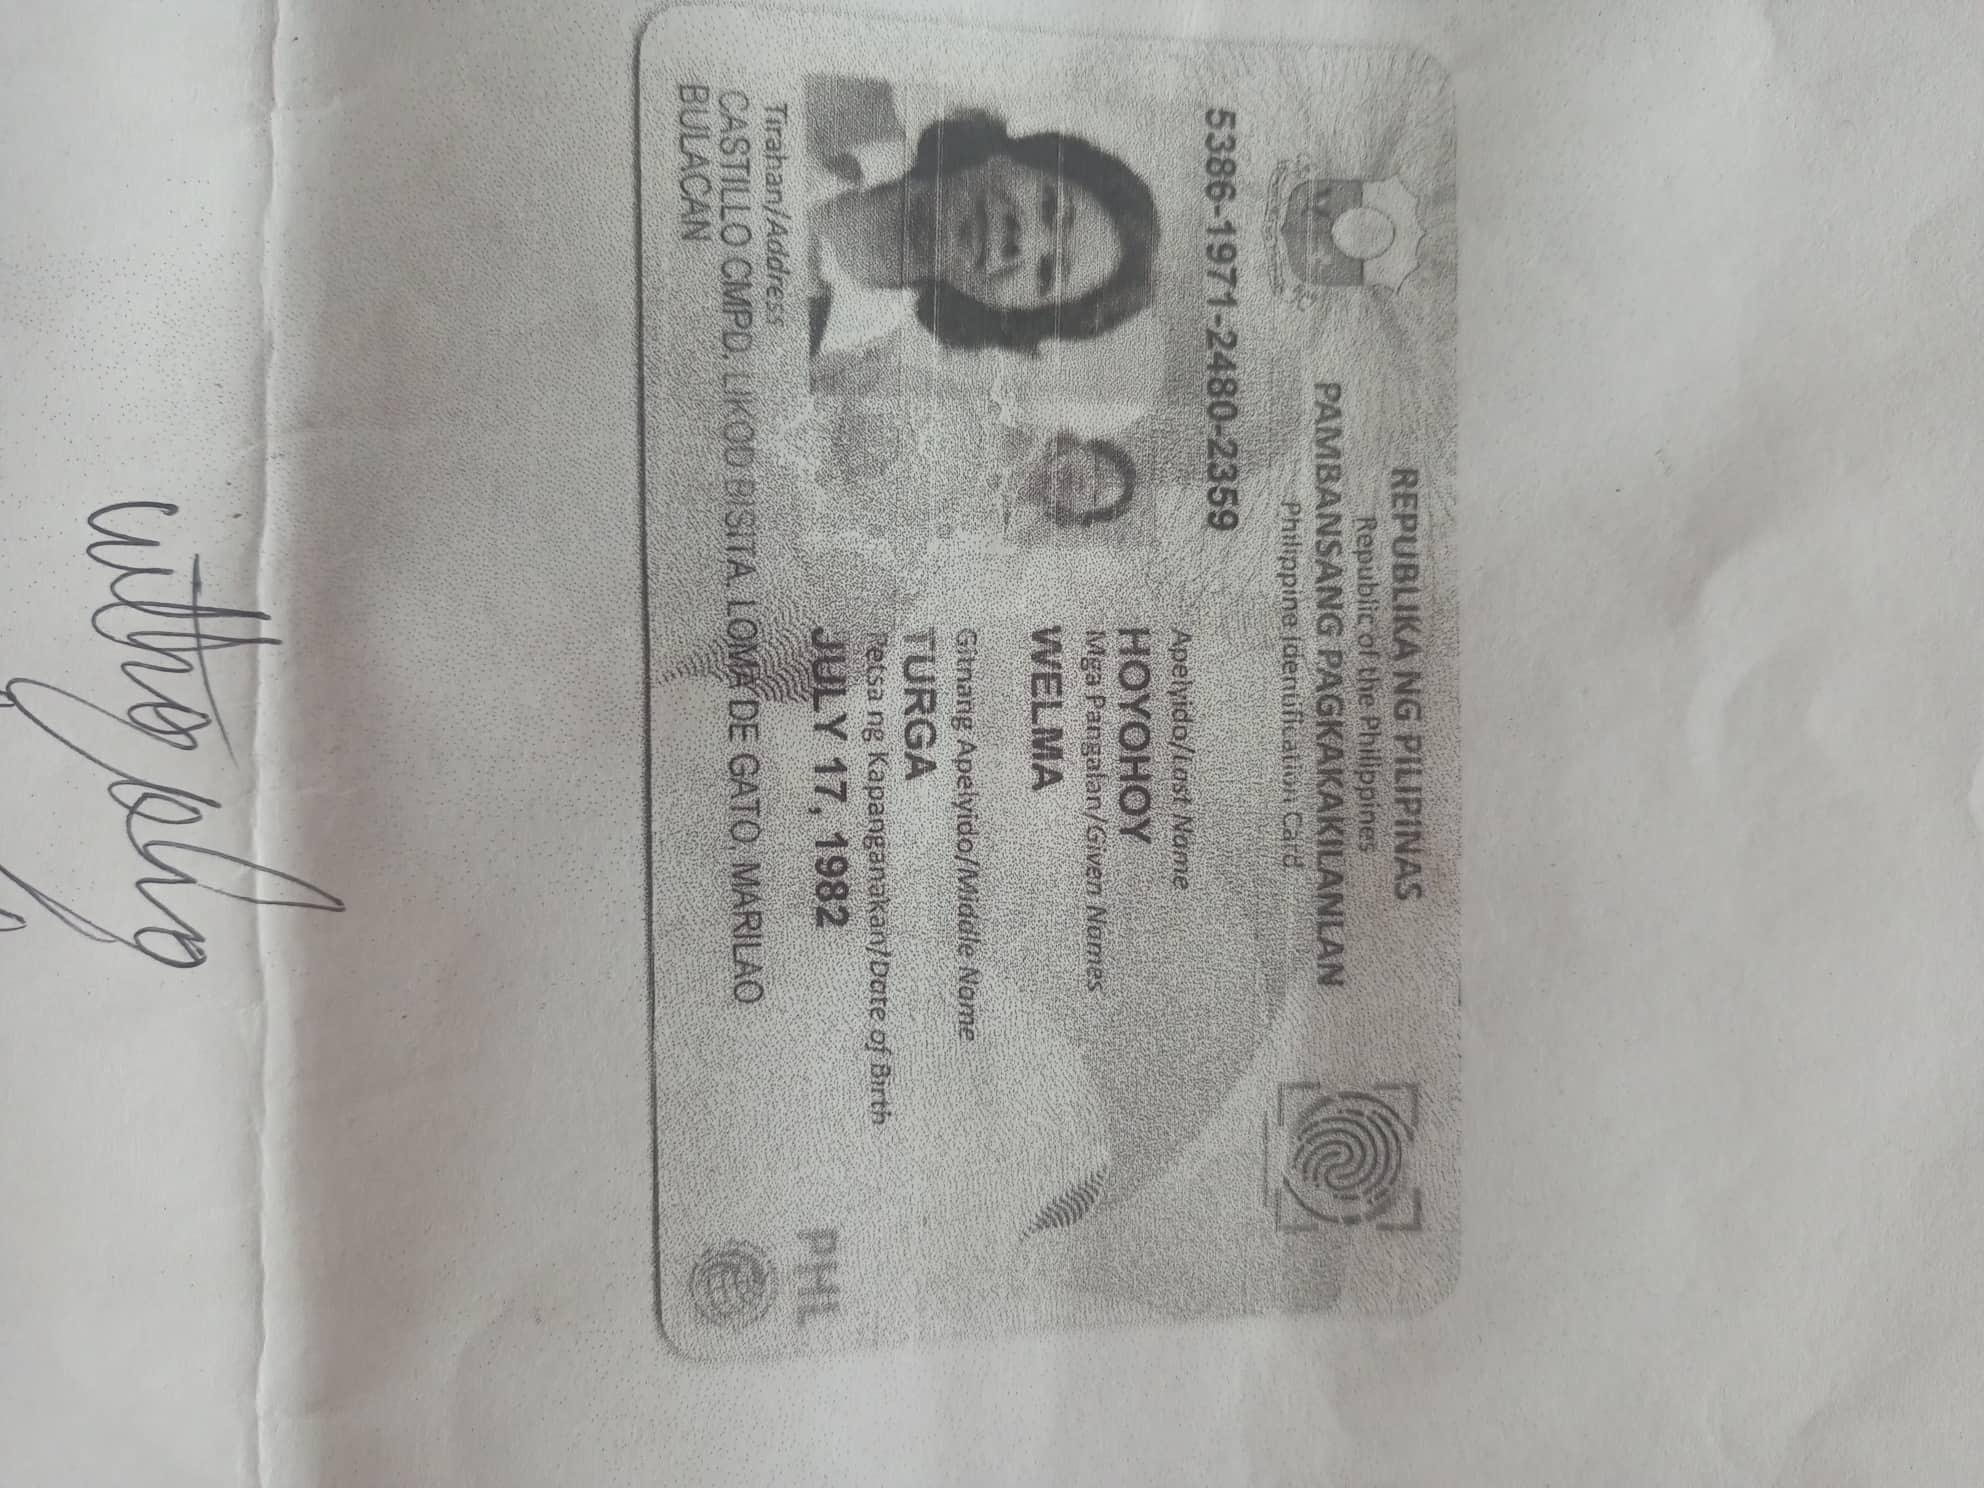 REPUBLIKA NG PILIPINAS
Republic of the Philippines
PAMBANSANG PAGKAKAKILANLAN
Philippine Identification Card
5386-1971-2480-2359
Apelyido/Last Name
HOYOHOY
Mga Pangalan/Given Names
WELMA
Gitnang Apelyido/Middle Name
TURGA
Petsa ng Kapanganakan/Date of Birth
JULY 17, 1982
PHL
Tirahan/Address
CASTILLO CMPD. LIKOD BISITA, LOMA DE GATO, MARILAO
BULACAN